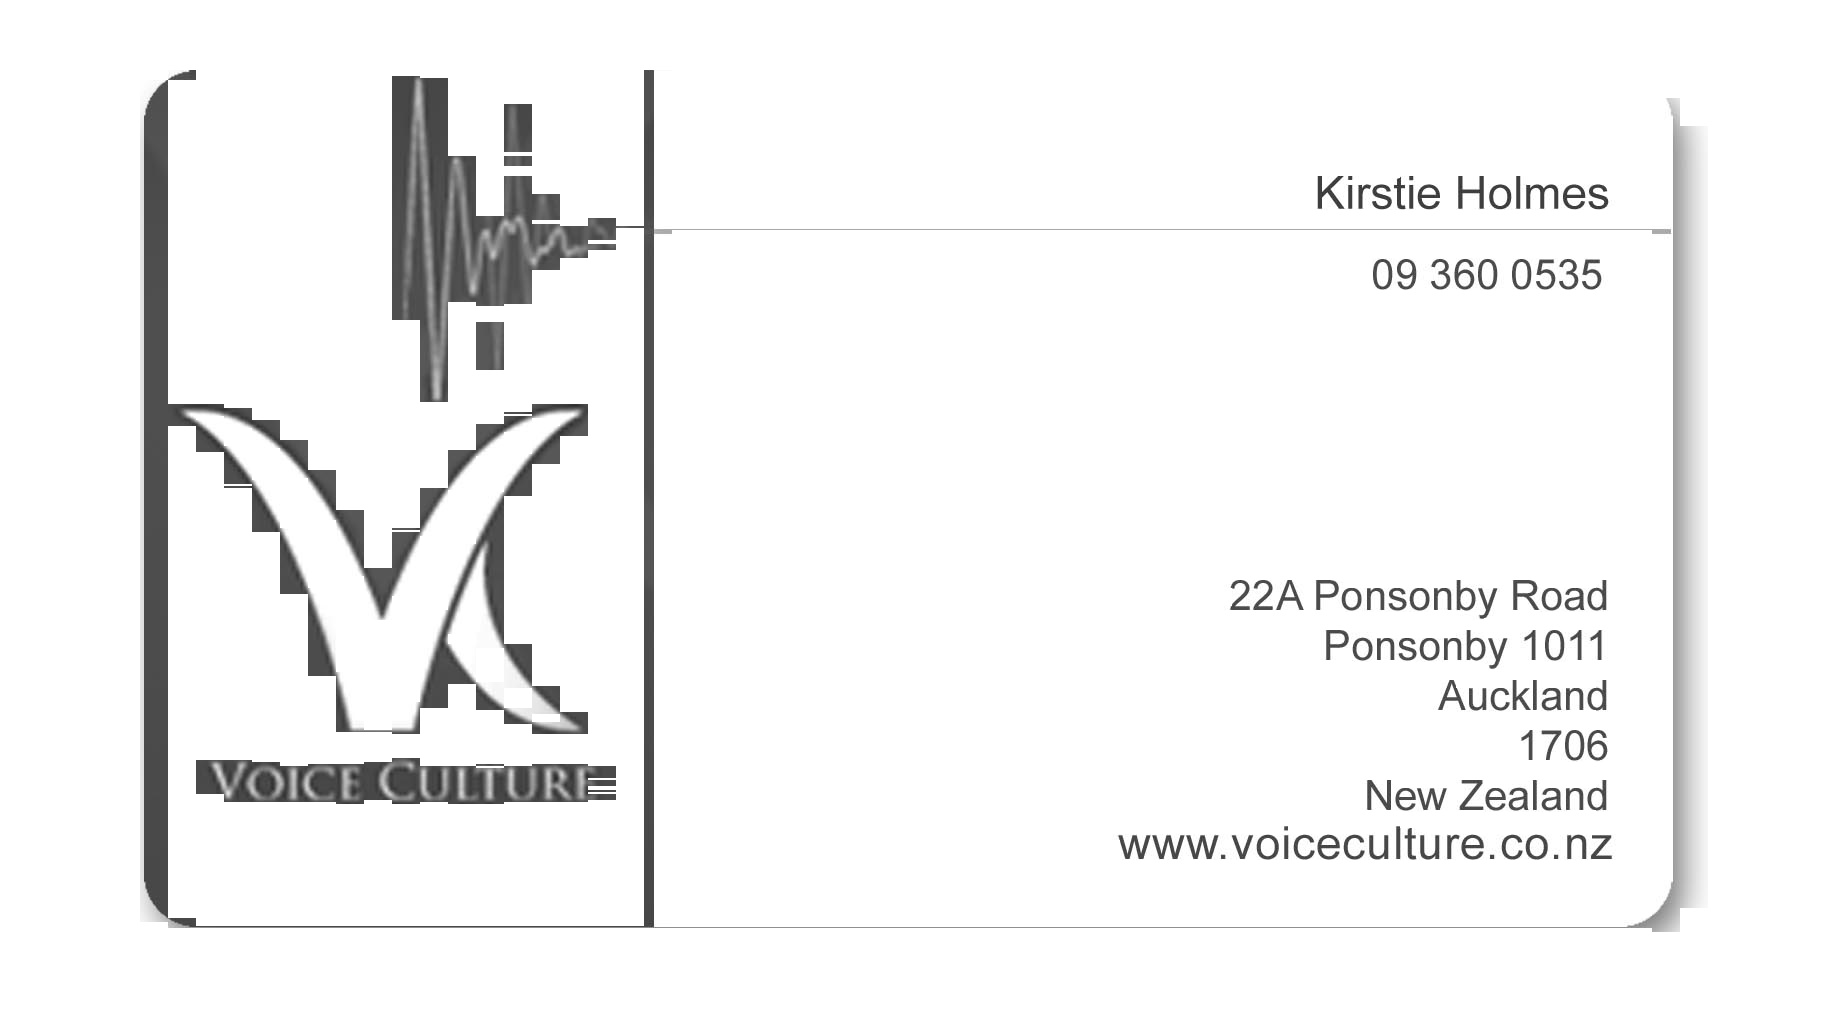 Kirstie Holmes
09 360 0535
VOICE CULTURE
22A Ponsonby Road
Ponsonby 1011
Auckland
1706
New Zealand
www.voiceculture.co.nz